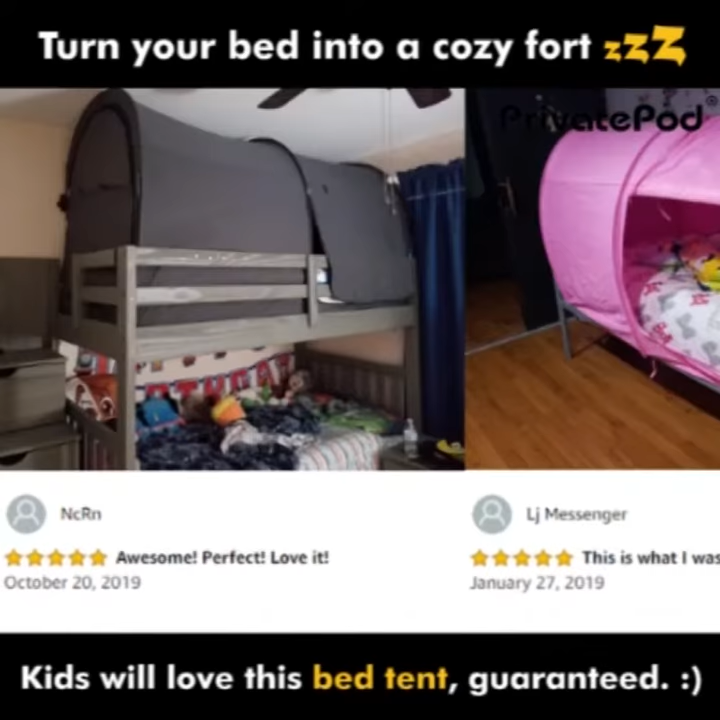 Turn your bed into a cozy fort zzZ
PrivatePod®
NcRn
Awesome! Perfect! Love it!
October 20, 2019
Lj Messenger
This is what I was
January 27, 2019
Kids will love this bed tent, guaranteed. :)